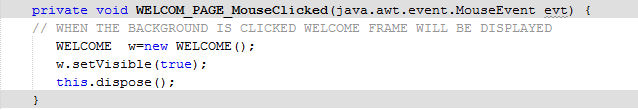 private void WELCOM_PAGE_MouseClicked(java.awt.event.MouseEvent evt) {
// WHEN THE BACKGROUND IS CLICKED WELCOME FRAME WILL BE DISPLAYED
WELCOME w=new WELCOME();
w.setVisible(true);
this.dispose();
}